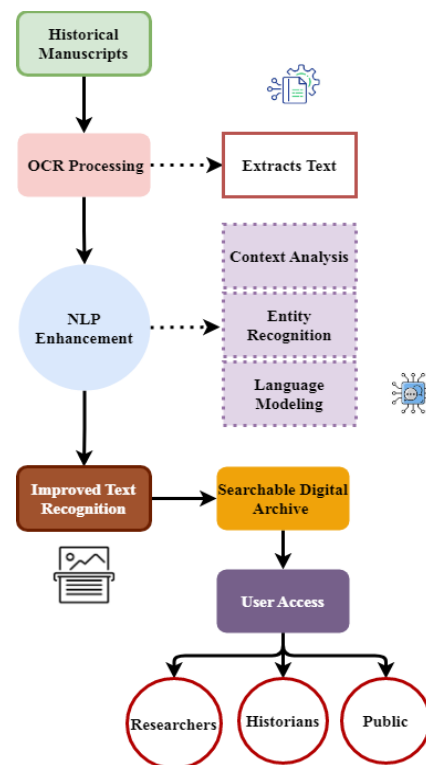 Historical
Manuscripts
OCR Processing
Extracts Text
Context Analysis
NLP
Enhancement
Entity
Recognition
Language
Modeling
Improved Text
Recognition
Searchable Digital
Archive
User Access
Researchers
Historians
Public